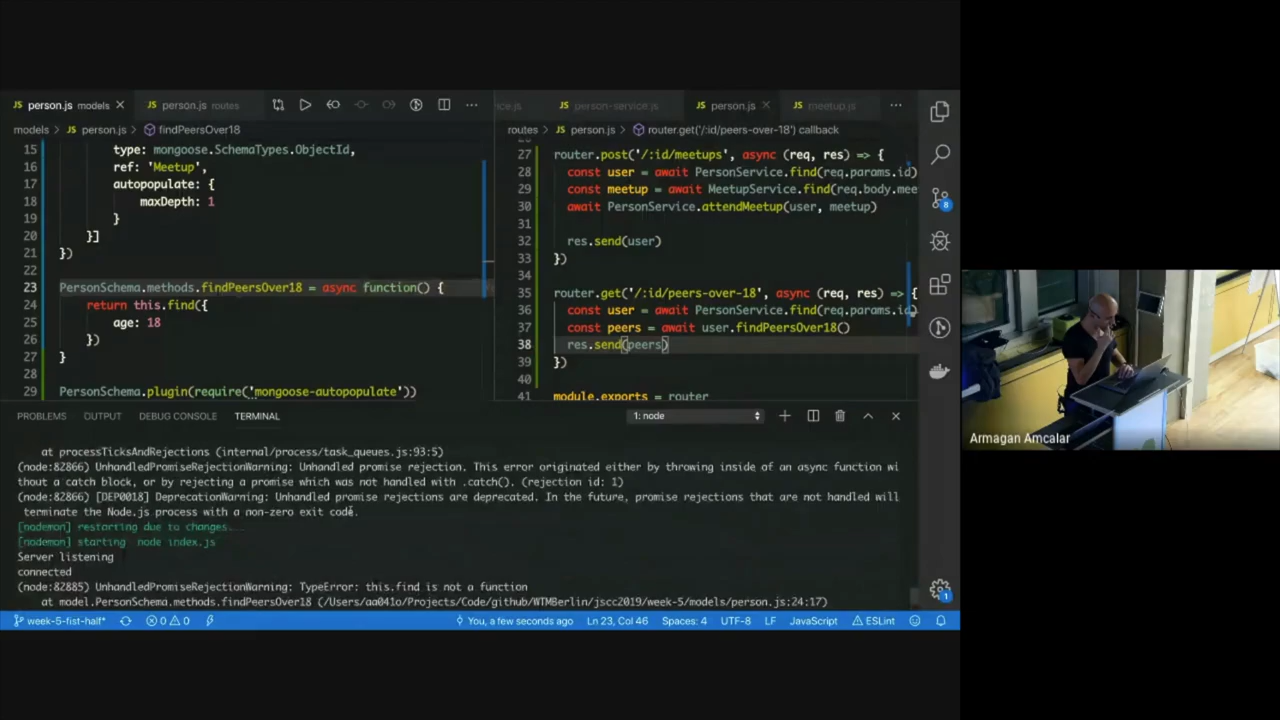 JS person.js models
JS person.js routes
models > JS person.js > findPeersOver18
15 type: mongoose.SchemaTypes.ObjectId,
16 ref: 'Meetup',
17 autopopulate: {
18 maxDepth: 1
19 }
20 }]
21 })
22
23 PersonSchema.methods.findPeersOver18 = async function() {
24 return this.find({
25 age: 18
26 })
27 }
28
29 PersonSchema.plugin(require('mongoose-autopopulate'))
JS person-service.js
JS person.js
JS meetup.js
routes > JS person.js > router.get('/:id/peers-over-18') callback
27 router.post('/:id/meetups', async (req, res) => {
28 const user = await PersonService.find(req.params.id)
29 const meetup = await MeetupService.find(req.body.mee
30 await PersonService.attendMeetup(user, meetup)
31
32 res.send(user)
33 })
34
35 router.get('/:id/peers-over-18', async (req, res) => {
36 const user = await PersonService.find(req.params.id)
37 const peers = await user.findPeersOver18()
38 res.send(peers)
39 })
40
41 module.exports = router
8
PROBLEMS OUTPUT DEBUG CONSOLE TERMINAL 1: node
at processTicksAndRejections (internal/process/task_queues.js:93:5)
(node:82866) UnhandledPromiseRejectionWarning: Unhandled promise rejection. This error originated either by throwing inside of an async function wi
thout a catch block, or by rejecting a promise which was not handled with .catch(). (rejection id: 1)
(node:82866) [DEP0018] DeprecationWarning: Unhandled promise rejections are deprecated. In the future, promise rejections that are not handled will
terminate the Node.js process with a non-zero exit code.
[nodemon] restarting due to changes...
[nodemon] starting node index.js
Server listening
connected
(node:82885) UnhandledPromiseRejectionWarning: TypeError: this.find is not a function
at model.PersonSchema.methods.findPeersOver18 (/Users/aa041o/Projects/Code/github/WTMBerlin/jscc2019/week-5/models/person.js:24:17)
1
week-5-fist-half* 0 0 You, a few seconds ago Ln 23, Col 46 Spaces: 4 UTF-8 LF JavaScript ESLint
Armagan Amcalar